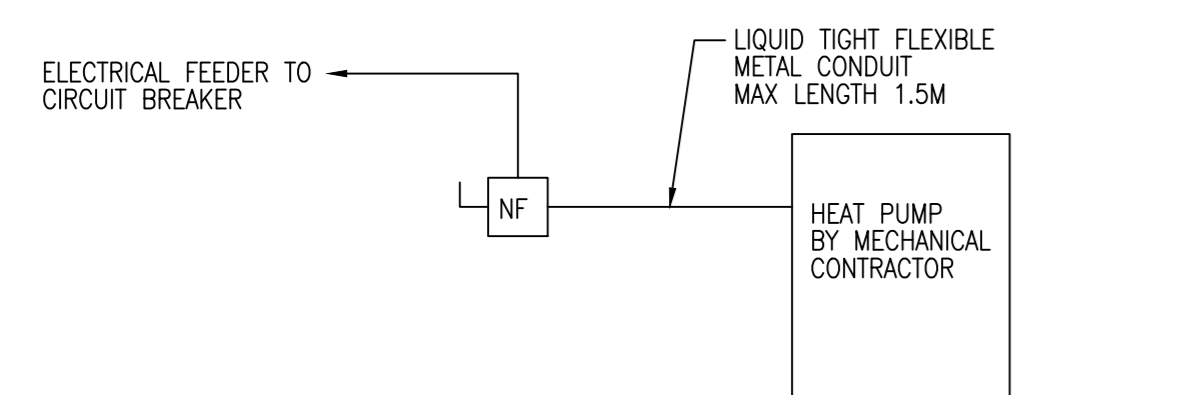 ELECTRICAL FEEDER TO
CIRCUIT BREAKER
LIQUID TIGHT FLEXIBLE
METAL CONDUIT
MAX LENGTH 1.5M
NF
HEAT PUMP
BY MECHANICAL
CONTRACTOR